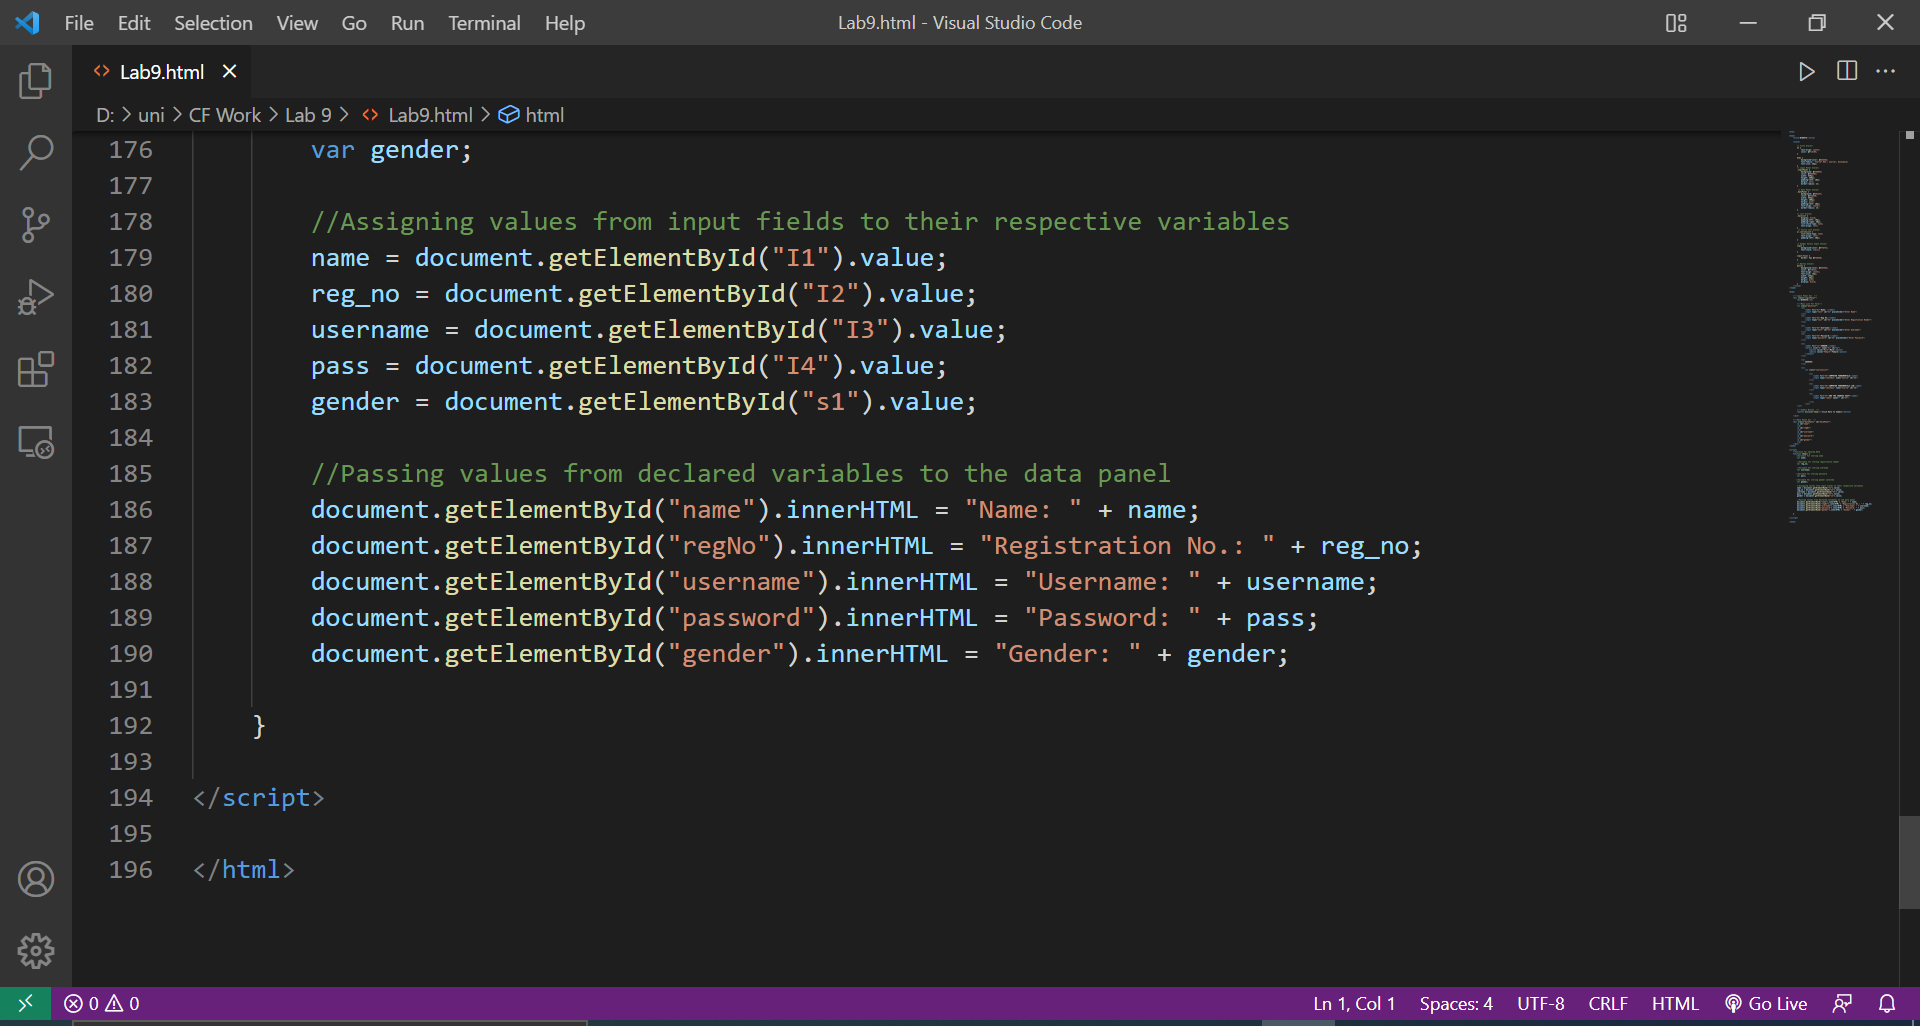 File Edit Selection View Go Run Terminal Help
Lab9.html - Visual Studio Code
Lab9.html
D: > uni > CF Work > Lab 9 > Lab9.html > html
176 var gender;
177
178 //Assigning values from input fields to their respective variables
179 name = document.getElementById("I1").value;
180 reg_no = document.getElementById("I2").value;
181 username = document.getElementById("I3").value;
182 pass = document.getElementById("I4").value;
183 gender = document.getElementById("s1").value;
184
185 //Passing values from declared variables to the data panel
186 document.getElementById("name").innerHTML = "Name: " + name;
187 document.getElementById("regNo").innerHTML = "Registration No.: " + reg_no;
188 document.getElementById("username").innerHTML = "Username: " + username;
189 document.getElementById("password").innerHTML = "Password: " + pass;
190 document.getElementById("gender").innerHTML = "Gender: " + gender;
191
192 }
193
194 </script>
195
196 </html>
0 0 Ln 1, Col 1 Spaces: 4 UTF-8 CRLF HTML Go Live